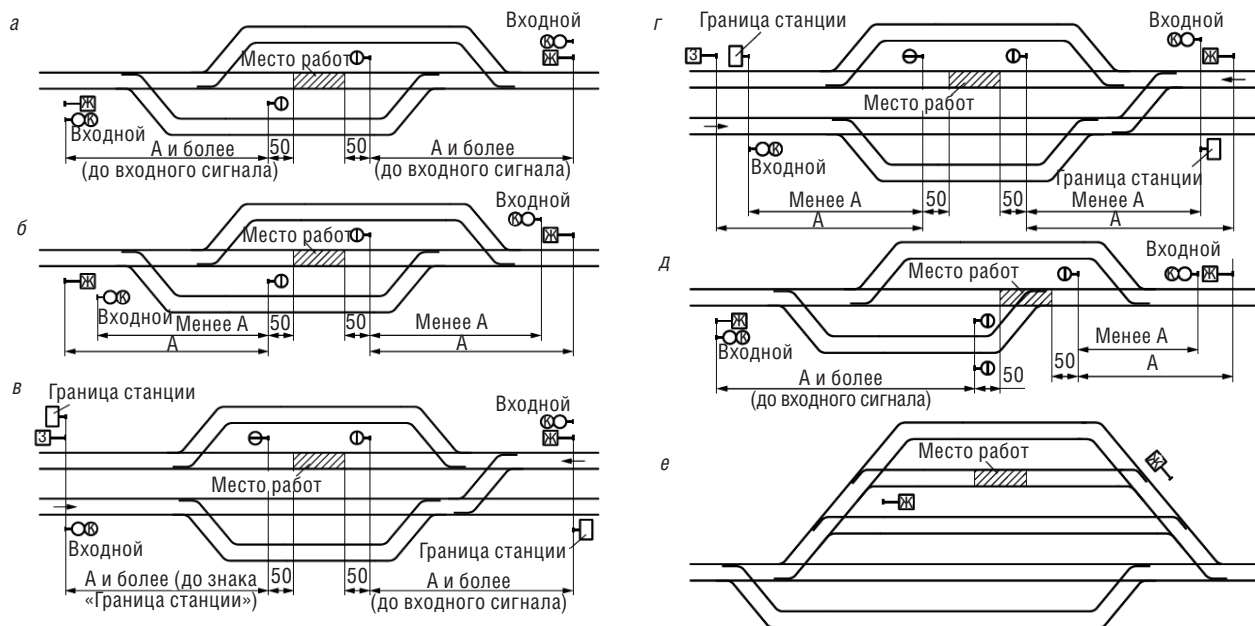 а
Входной
К
Ж
Место работ
Ж
К
Входной
50
50
А и более
(до входного сигнала)
А и более
(до входного сигнала)
б
Входной
К
Ж
Место работ
Ж
К
Входной
Менее А
50
50
Менее А
А
А
в
Граница станции
З
Входной
К
Ж
Место работ
К
Входной
Граница станции
А и более (до знака
«Граница станции»)
50
50
А и более
(до входного сигнала)
г
Граница станции
З
Входной
К
Ж
Место работ
К
Входной
Граница станции
Менее А
50
50
Менее А
А
А
д
Входной
К
Ж
Место работ
Ж
К
Входной
А и более
(до входного сигнала)
50
50
Менее А
А
е
Место работ
Ж
Ж